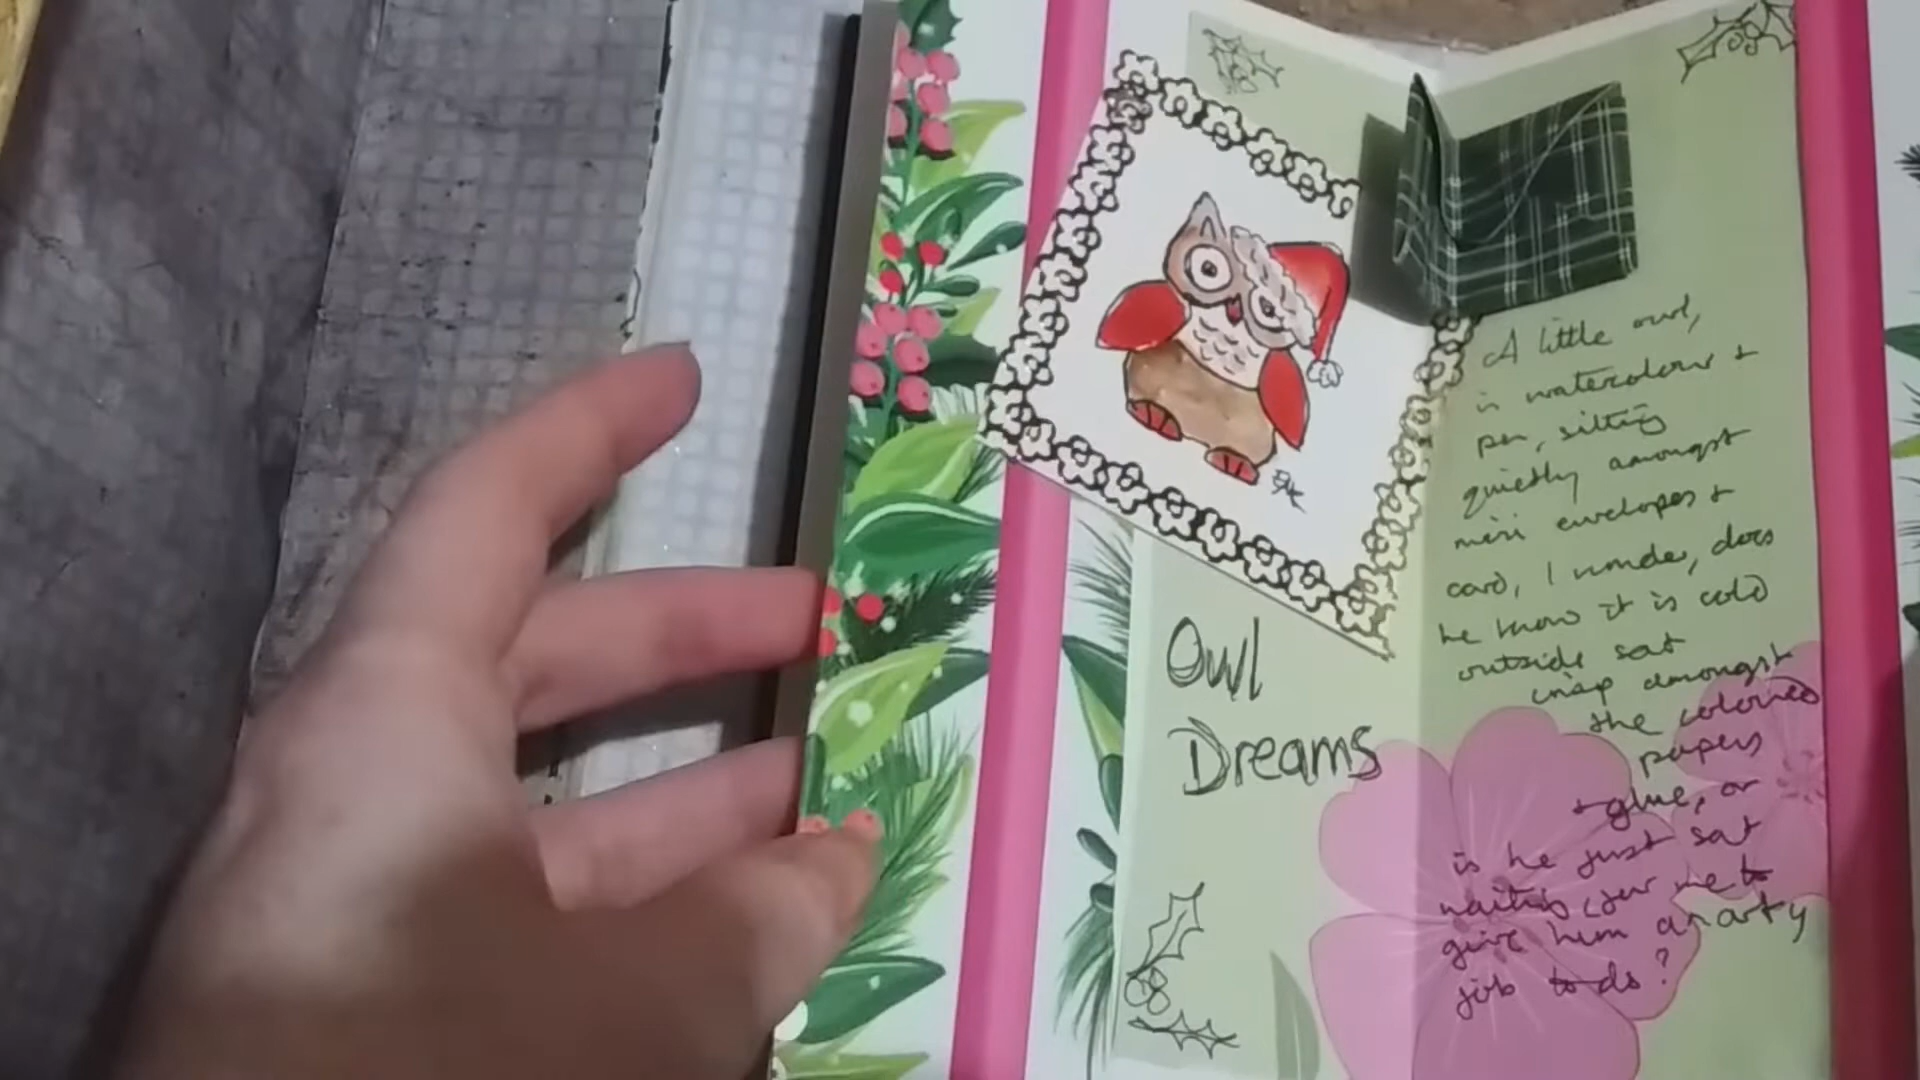 Owl
Dreams
A little owl,
in watercolour +
pen, sitting
quietly amongst
mini envelopes +
card, I wonder, does
he know it is cold
outside sat
crisp amongst
the coloured
papers
+ glue, or
is he just sat
waiting for me to
give him an arty
job to do?